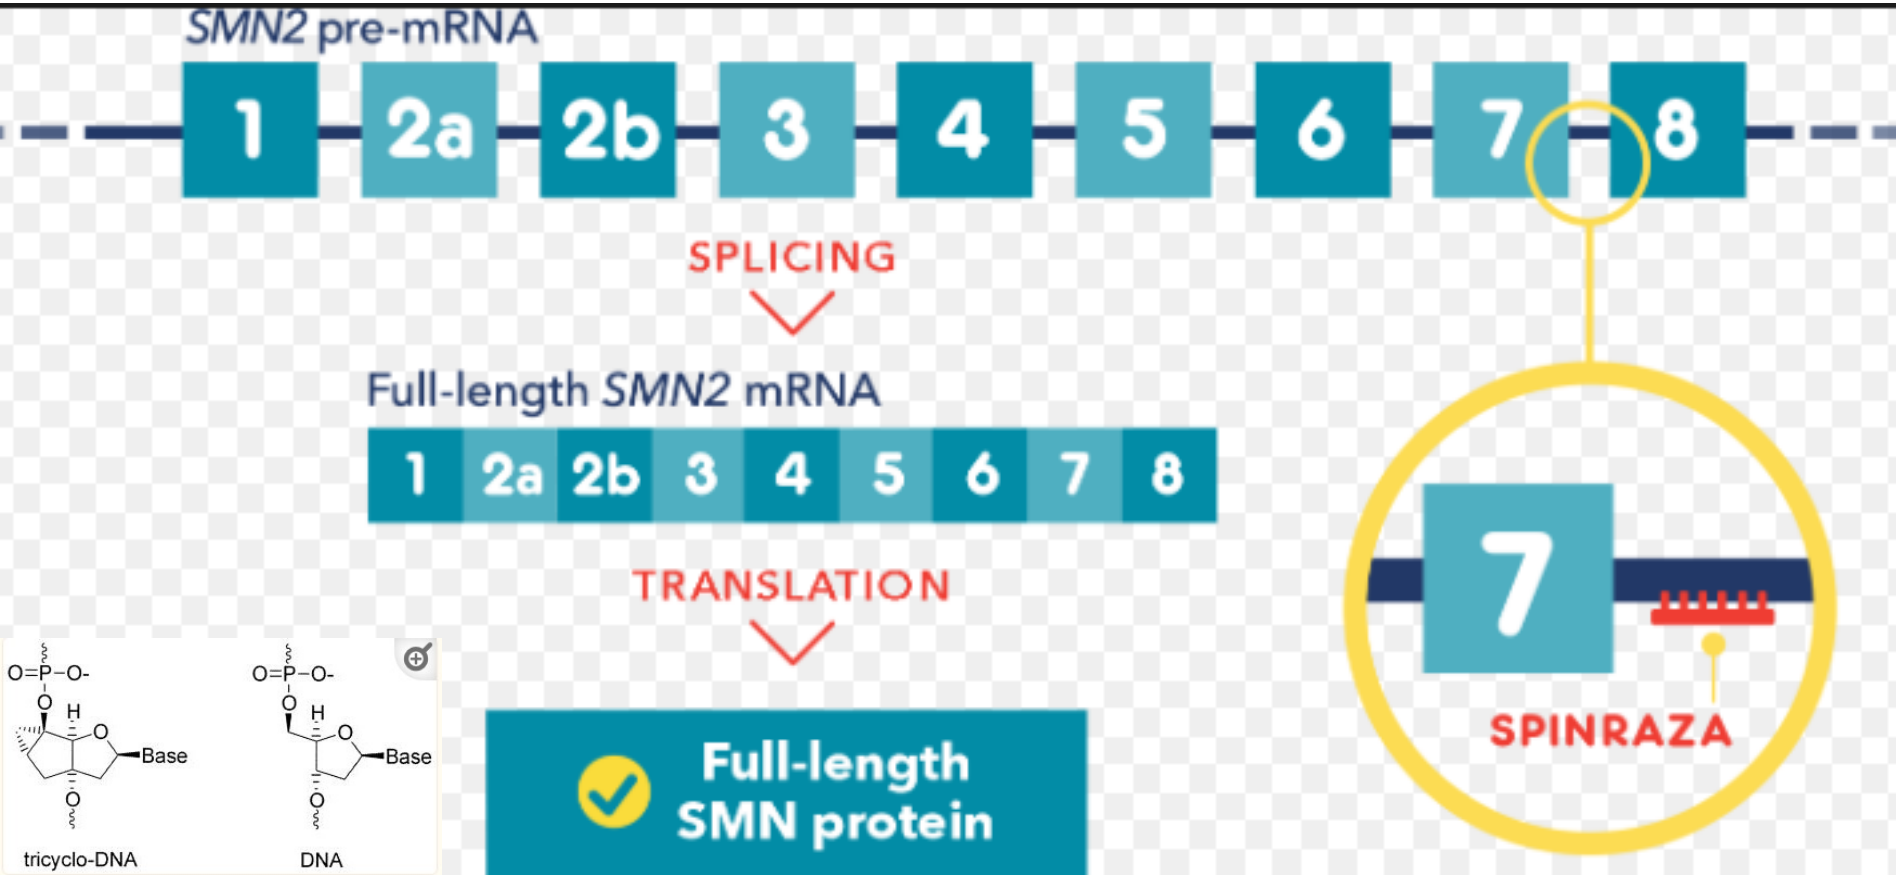 SMN2 pre-mRNA
1 2a 2b 3 4 5 6 7 8
SPLICING
Full-length SMN2 mRNA
1 2a 2b 3 4 5 6 7 8
TRANSLATION
Full-length
SMN protein
7
SPINRAZA
O=P-O-
O H
O
Base
O
tricyclo-DNA
O=P-O-
O H
O
Base
O
DNA